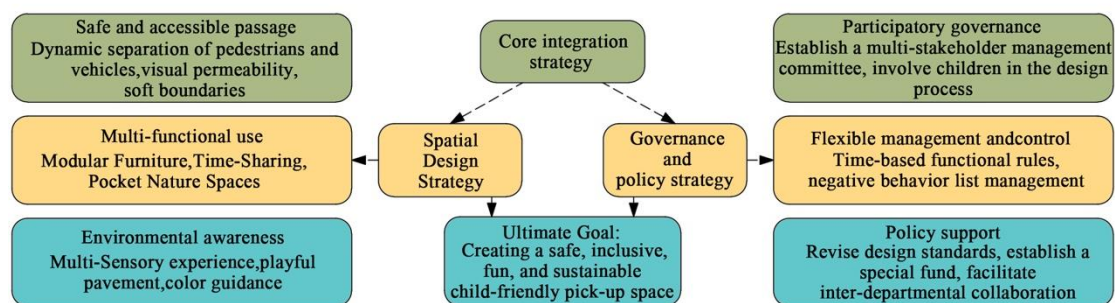 Safe and accessible passage
Dynamic separation of pedestrians and
vehicles,visual permeability,
soft boundaries
Core integration
strategy
Participatory governance
Establish a multi-stakeholder management
committee, involve children in the design
process
Multi-functional use
Modular Furniture,Time-Sharing,
Pocket Nature Spaces
Spatial
Design
Strategy
Governance
and
policy strategy
Flexible management andcontrol
Time-based functional rules,
negative behavior list management
Environmental awareness
Multi-Sensory experience,playful
pavement,color guidance
Ultimate Goal:
Creating a safe, inclusive,
fun, and sustainable
child-friendly pick-up space
Policy support
Revise design standards, establish a
special fund, facilitate
inter-departmental collaboration